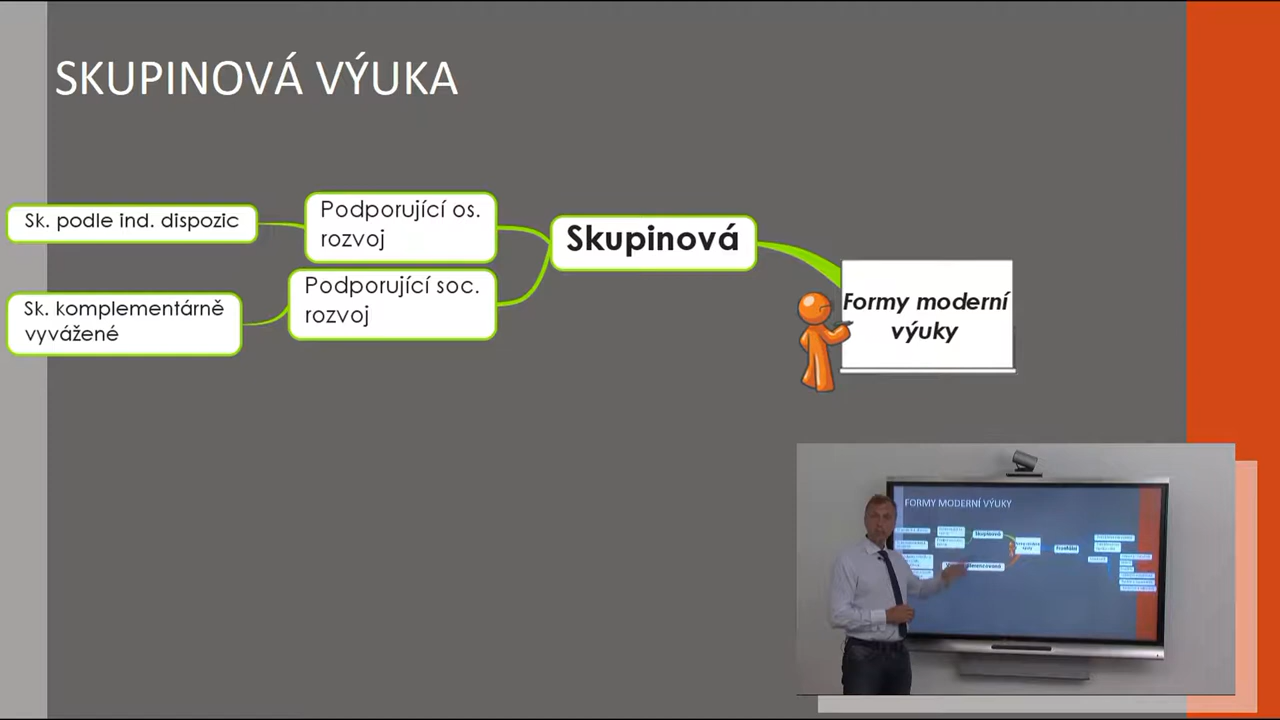 SKUPINOVÁ VÝUKA
Sk. podle ind. dispozic
Podporující os.
rozvoj
Skupinová
Sk. komplementárně
vyvážené
Podporující soc.
rozvoj
Formy moderní
výuky
FORMY MODERNÍ VÝUKY
Skupinová